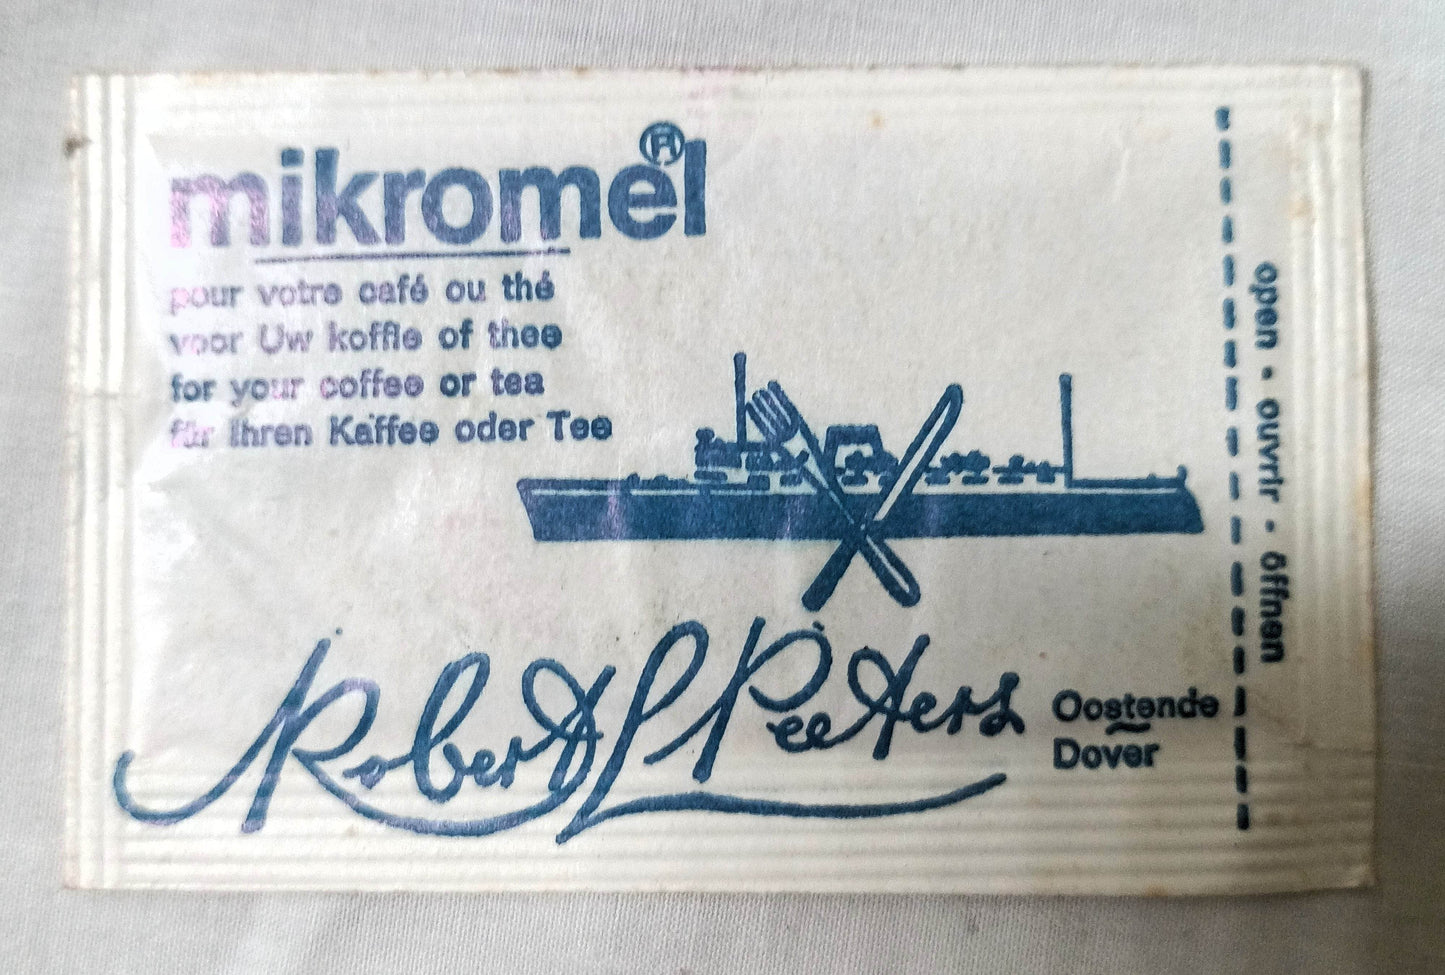 mikromel®
pour votre café ou thé
voor Uw koffie of thee
for your coffee or tea
für Ihren Kaffee oder Tee
Robert L Peeters
Oostende
Dover
open • ouvrir • öffnen